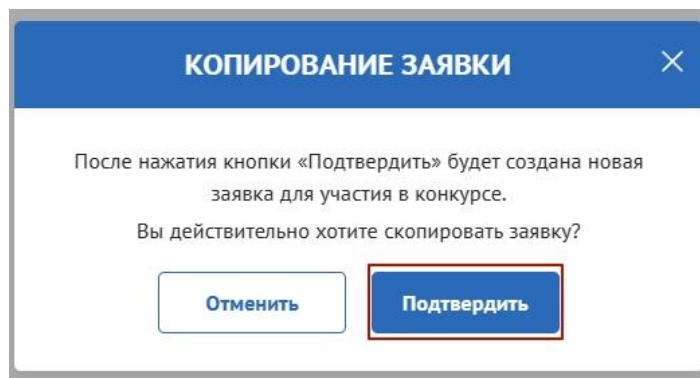 КОПИРОВАНИЕ ЗАЯВКИ
После нажатия кнопки «Подтвердить» будет создана новая
заявка для участия в конкурсе.
Вы действительно хотите скопировать заявку?
Отменить
Подтвердить